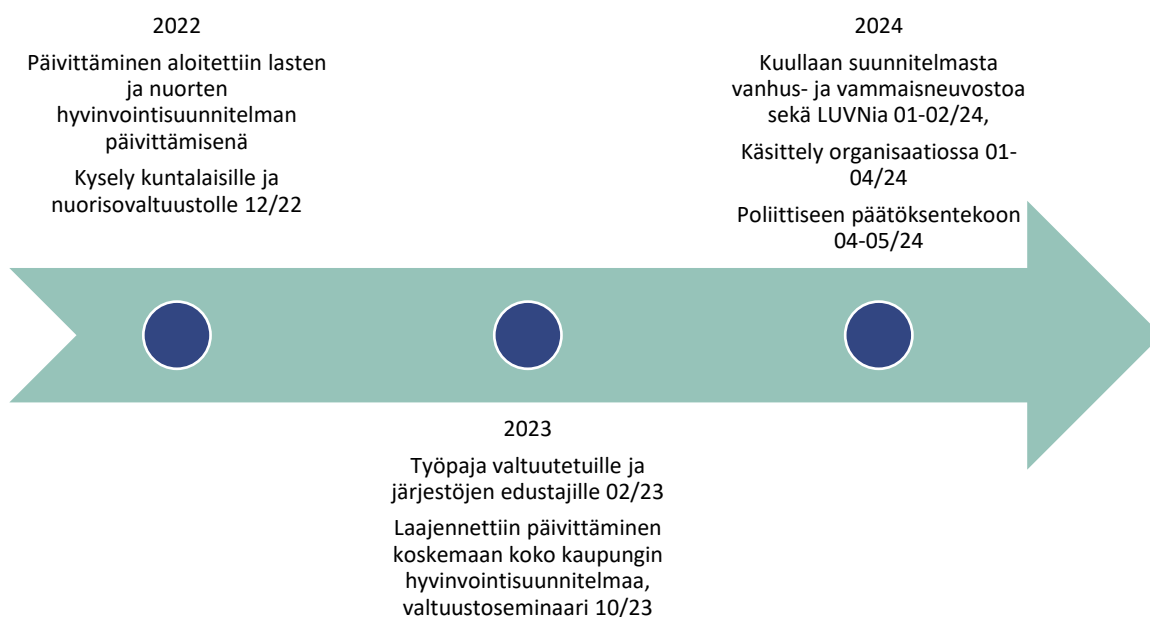 2022
Päivittäminen aloitettiin lasten
ja nuorten
hyvinvointisuunnitelman
päivittämisenä
Kysely kuntalaisille ja
nuorisovaltuustolle 12/22
2023
Työpaja valtuutetuille ja
järjestöjen edustajille 02/23
Laajennettiin päivittäminen
koskemaan koko kaupungin
hyvinvointisuunnitelmaa,
valtuustoseminaari 10/23
2024
Kuullaan suunnitelmasta
vanhus- ja vammaisneuvostoa
sekä LUVNia 01-02/24,
Käsittely organisaatiossa 01-
04/24
Poliittiseen päätöksentekoon
04-05/24